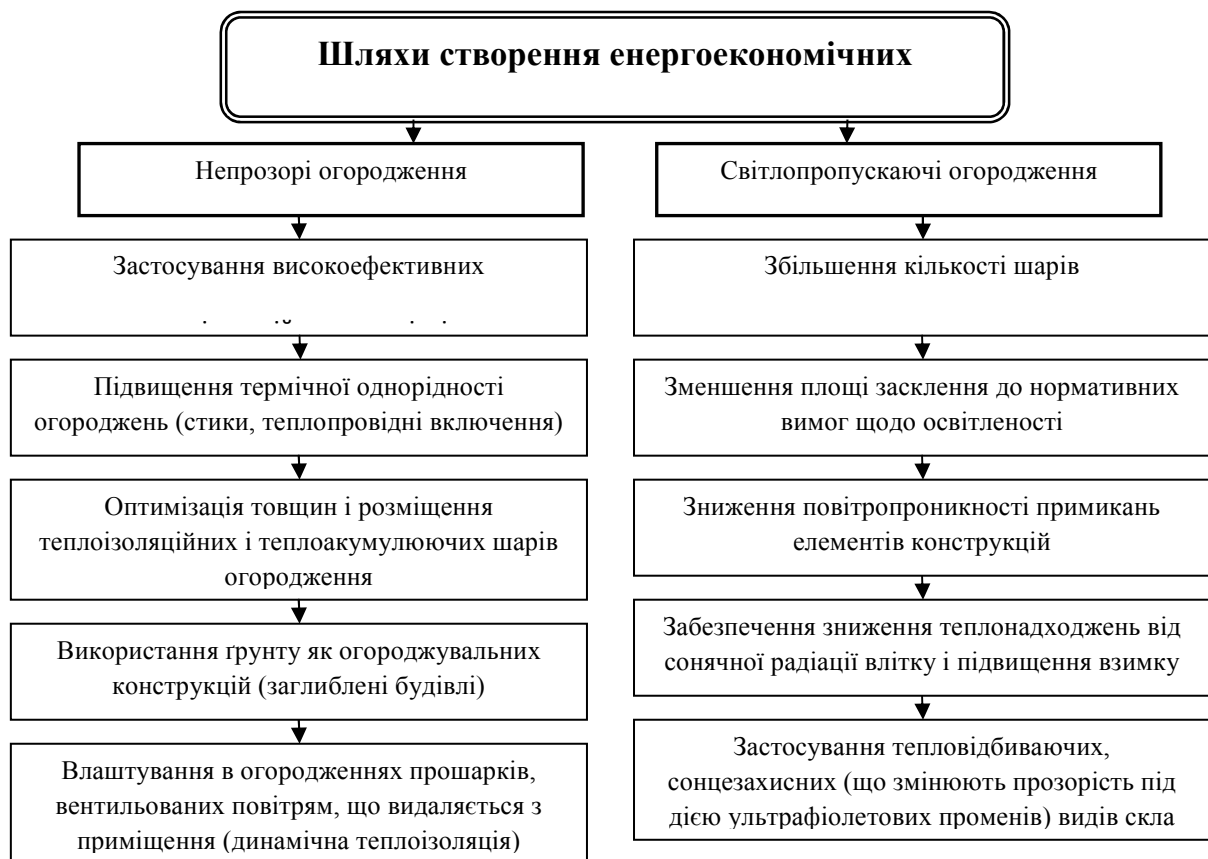 Шляхи створення енергоекономічних
Непрозорі огородження
Застосування високоефективних
Підвищення термічної однорідності
огороджень (стики, теплопровідні включення)
Оптимізація товщин і розміщення
теплоізоляційних і теплоакумулюючих шарів
огородження
Використання ґрунту як огороджувальних
конструкцій (заглиблені будівлі)
Влаштування в огородженнях прошарків,
вентильованих повітрям, що видаляється з
приміщення (динамічна теплоізоляція)
Світлопропускаючі огородження
Збільшення кількості шарів
Зменшення площі засклення до нормативних
вимог щодо освітленості
Зниження повітропроникності примикань
елементів конструкцій
Забезпечення зниження теплонадходжень від
сонячної радіації влітку і підвищення взимку
Застосування тепловідбиваючих,
сонцезахисних (що змінюють прозорість під
дією ультрафіолетових променів) видів скла